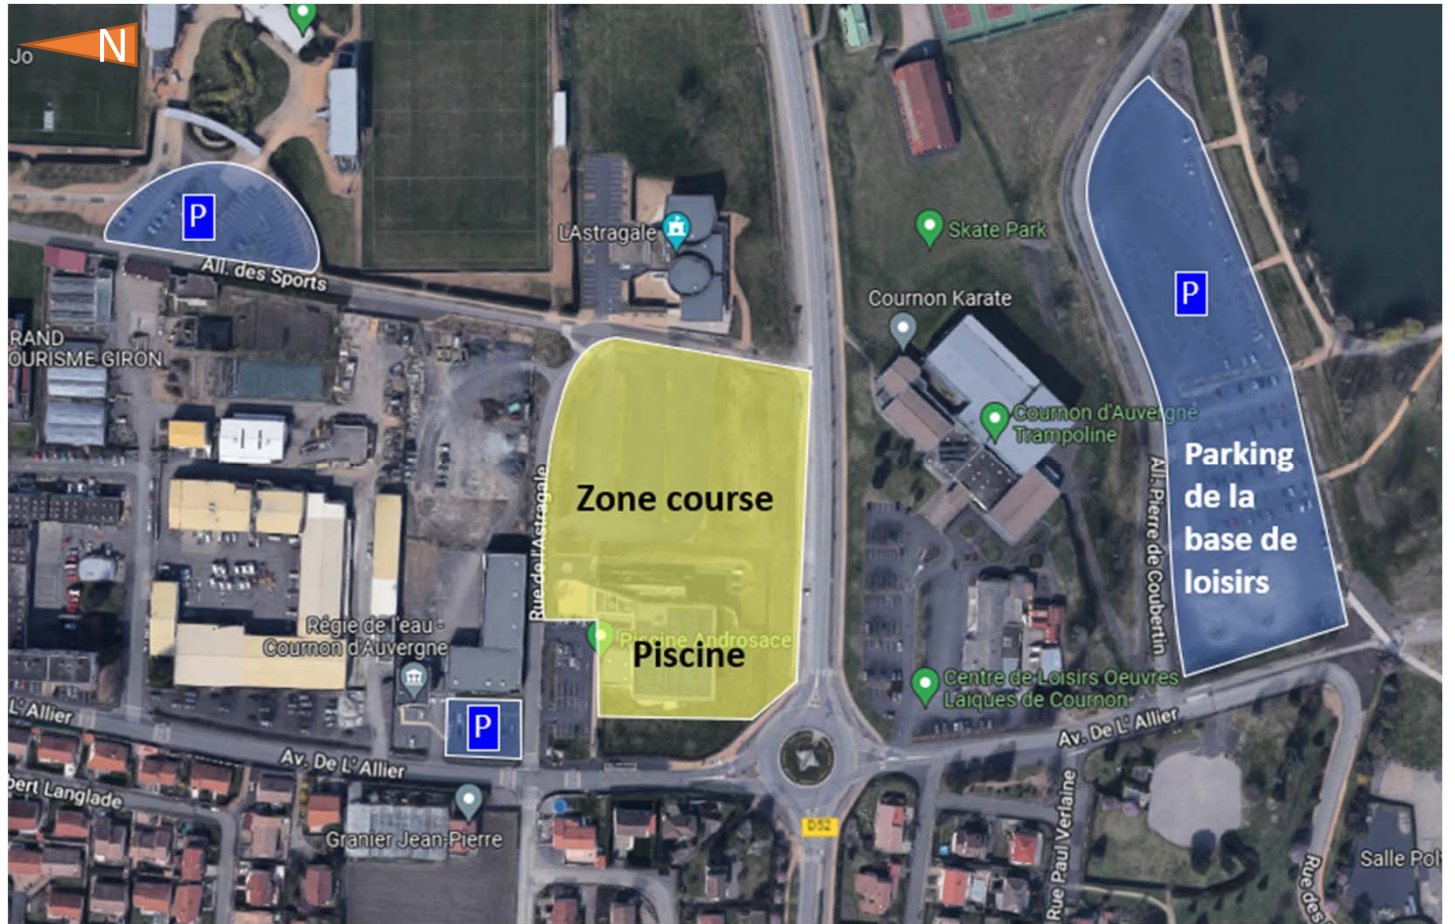 N
Jo
P
All. des Sports
L'Astragale
Skate Park
Cournon Karate
P
RAND
OURISME GIRON
Cournon d'Auvergne
Trampoline
Zone course
Parking
de la
base de
loisirs
Rue de l'Astragale
All. Pierre de Coubertin
Régie de l'eau -
Cournon d'Auvergne
Piscine Androsace
Piscine
Centre de Loisirs Oeuvres
Laïques de Cournon
L'Allier
P
Av. De L' Allier
Av. De L' Allier
bert Langlade
Granier Jean-Pierre
D52
Rue Paul Verlaine
Salle Pol
Rue des